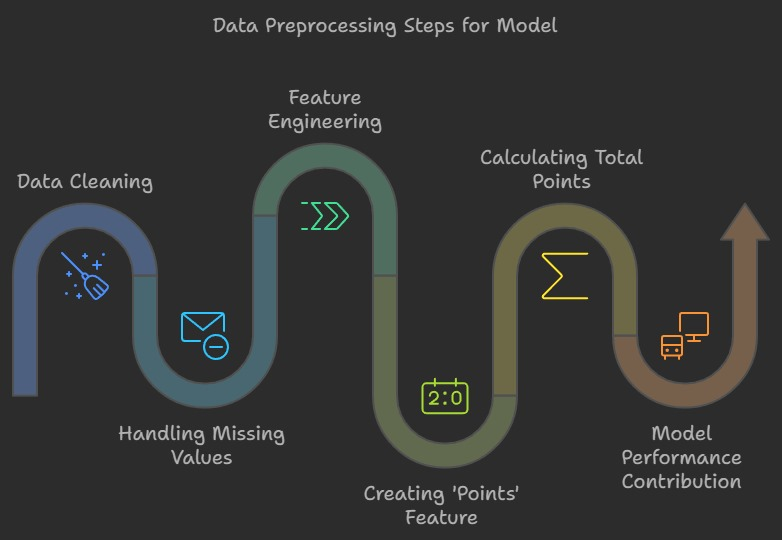 Data Preprocessing Steps for Model
Data Cleaning
Handling Missing
Values
Feature
Engineering
2:0
Creating 'Points'
Feature
Calculating Total
Points
Model
Performance
Contribution